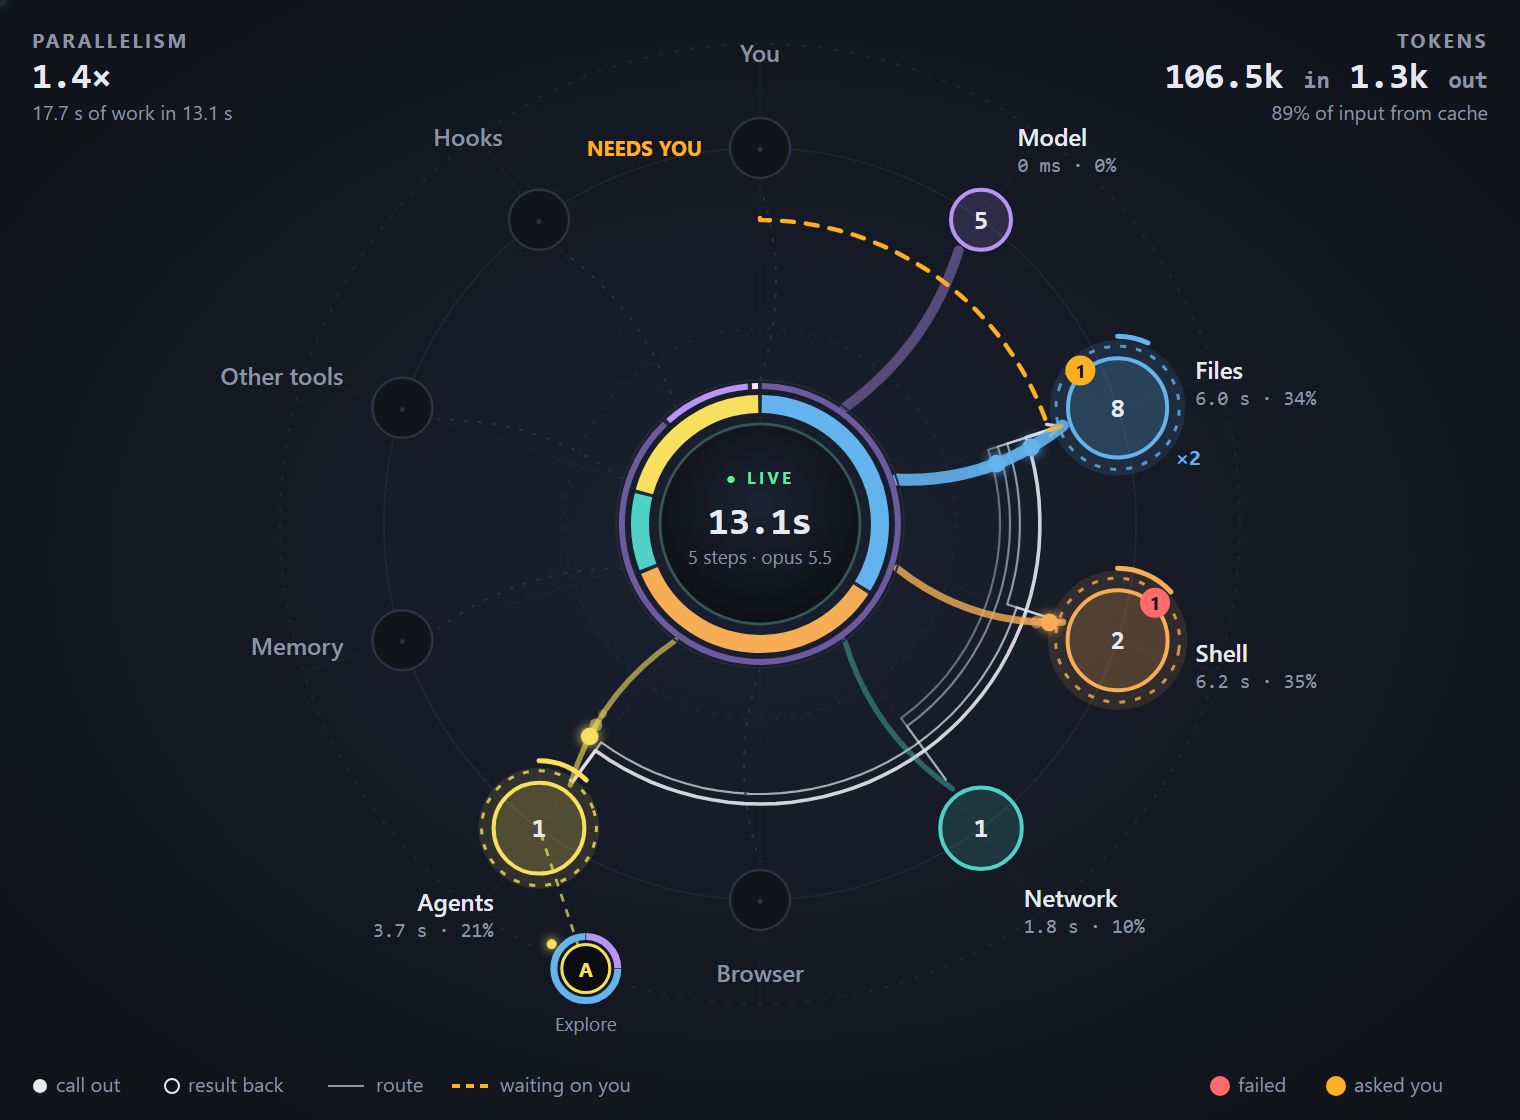 PARALLELISM
1.4×
17.7 s of work in 13.1 s
TOKENS
106.5k in 1.3k out
89% of input from cache
You
Hooks
NEEDS YOU
Model
0 ms · 0%
5
Other tools
Files
6.0 s · 34%
1
8
×2
LIVE
13.1s
5 steps · opus 5.5
1
2
Shell
6.2 s · 35%
Memory
1
1
Agents
3.7 s · 21%
Network
1.8 s · 10%
A
Browser
Explore
call out
result back
route
waiting on you
failed
asked you